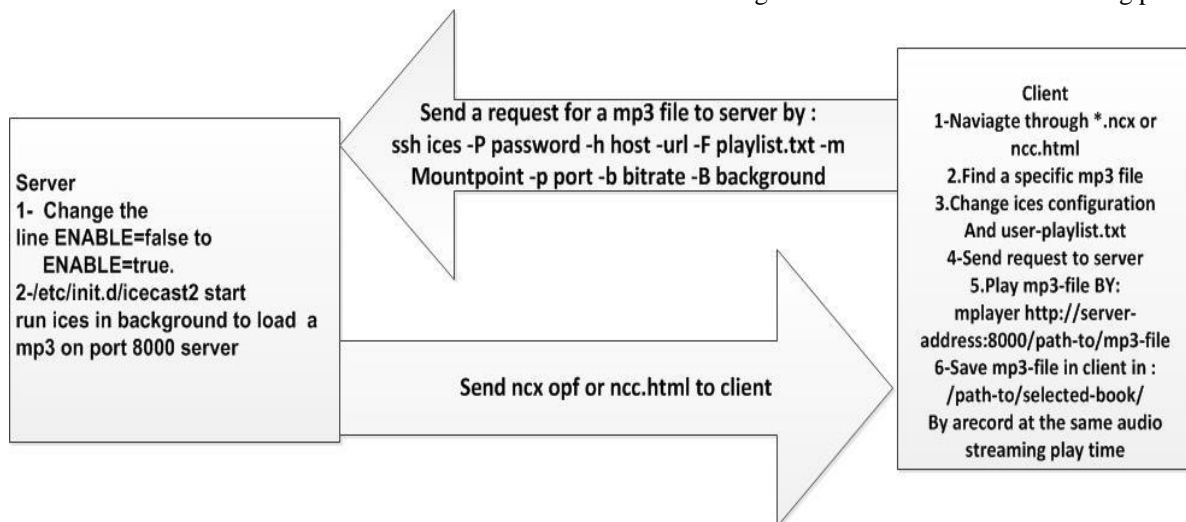 Server
1- Change the
line ENABLE=false to
ENABLE=true.
2-/etc/init.d/icecast2 start
run ices in background to load a
mp3 on port 8000 server
Send a request for a mp3 file to server by :
ssh ices -P password -h host -url -F playlist.txt -m
Mountpoint -p port -b bitrate -B background
Send ncx opf or ncc.html to client
Client
1-Naviagte through *.ncx or
ncc.html
2.Find a specific mp3 file
3.Change ices configuration
And user-playlist.txt
4-Send request to server
5.Play mp3-file BY:
mplayer http://server-
address:8000/path-to/mp3-file
6-Save mp3-file in client in :
/path-to/selected-book/
By arecord at the same audio
streaming play time